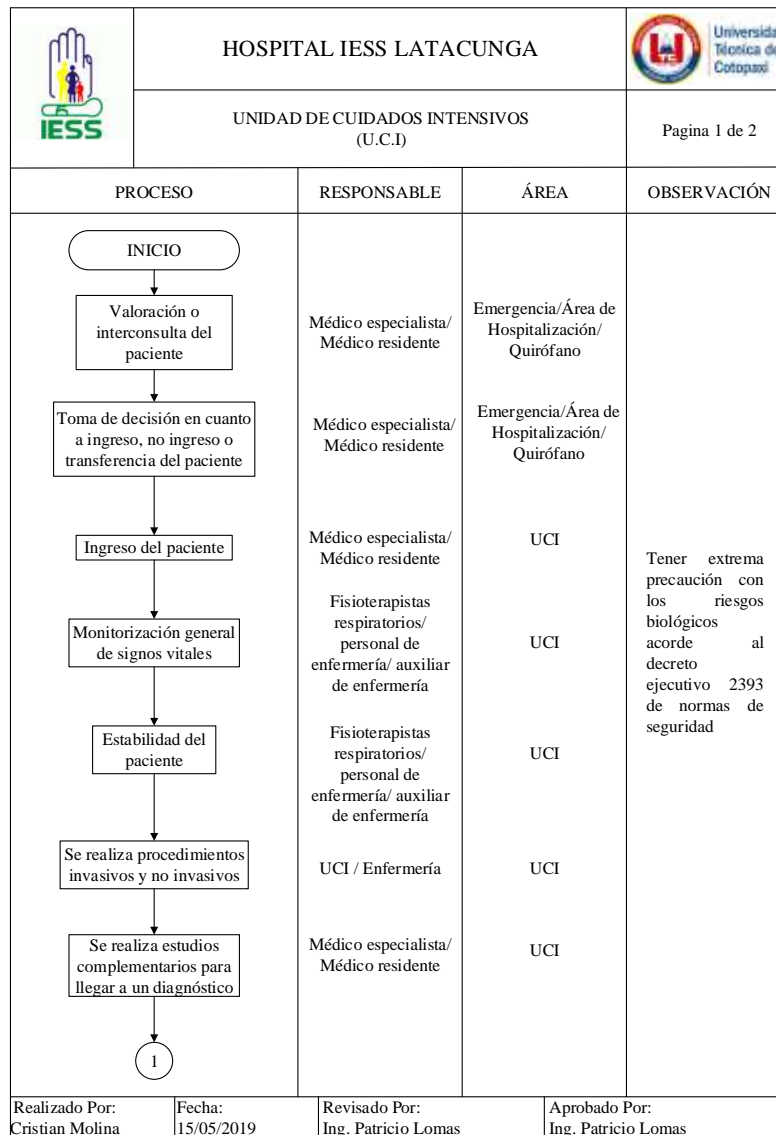 HOSPITAL IESS LATACUNGA
IESS
UNIDAD DE CUIDADOS INTENSIVOS
(U.C.I)
Técnica de
Cotopaxi
Pagina 1 de 2
PROCESO
RESPONSABLE
ÁREA
OBSERVACIÓN
INICIO
Valoración o
interconsulta del
paciente
Médico especialista/
Médico residente
Emergencia/Área de
Hospitalización/
Quirófano
Toma de decisión en cuanto
a ingreso, no ingreso o
transferencia del paciente
Médico especialista/
Médico residente
Emergencia/Área de
Hospitalización/
Quirófano
Ingreso del paciente
Médico especialista/
Médico residente
UCI
Monitorización general
de signos vitales
Fisioterapistas
respiratorios/
personal de
enfermería/ auxiliar
de enfermería
UCI
Estabilidad del
paciente
Fisioterapistas
respiratorios/
personal de
enfermería/ auxiliar
de enfermería
UCI
Se realiza procedimientos
invasivos y no invasivos
UCI / Enfermería
UCI
Se realiza estudios
complementarios para
llegar a un diagnóstico
Médico especialista/
Médico residente
UCI
1
Tener extrema
precaución con
los riesgos
biológicos
acorde al
decreto
ejecutivo 2393
de normas de
seguridad
Realizado Por:
Cristian Molina
Fecha:
15/05/2019
Revisado Por:
Ing. Patricio Lomas
Aprobado Por:
Ing. Patricio Lomas